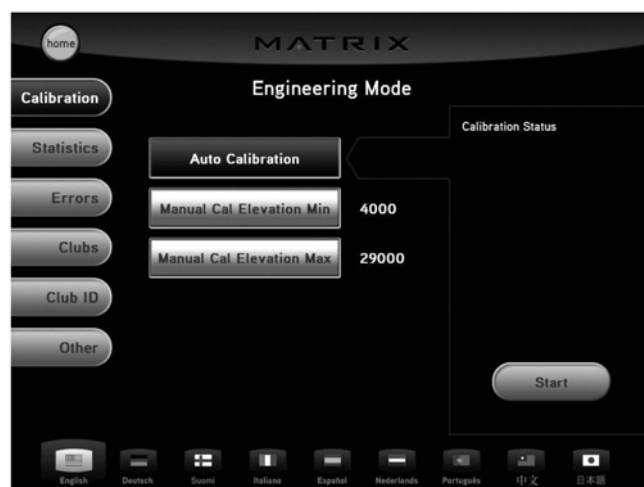 home
MATRIX
Engineering Mode
Calibration
Calibration Status
Statistics
Auto Calibration
Errors
Manual Cal Elevation Min 4000
Clubs
Manual Cal Elevation Max 29000
Club ID
Other
Start
English Deutsch Suomi Italiano Español Nederlands Português 中文 日本語